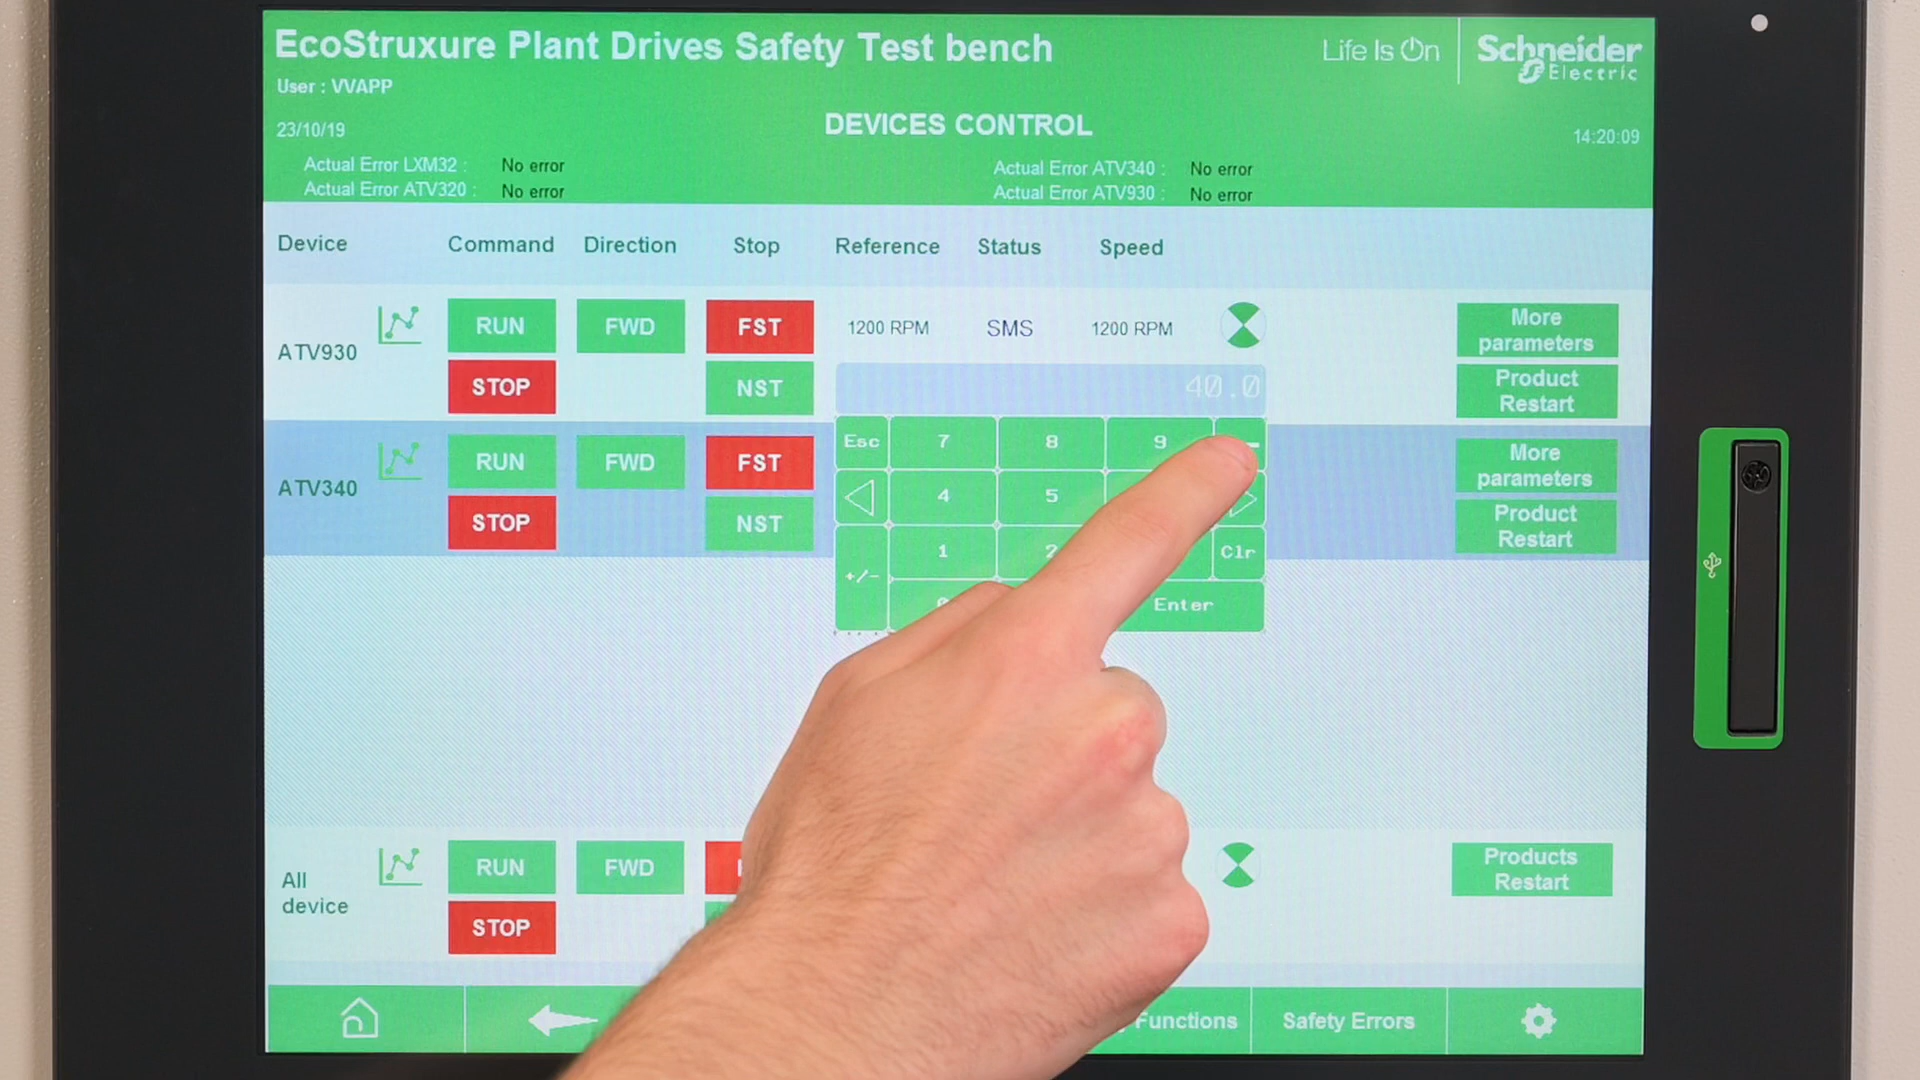 EcoStruxure Plant Drives Safety Test bench
Life Is On
Schneider
Electric
User : VVAPP
23/10/19
DEVICES CONTROL
14:20:09
Actual Error LXM32 : No error
Actual Error ATV340 : No error
Actual Error ATV320 : No error
Actual Error ATV930 : No error
Device Command Direction Stop Reference Status Speed
ATV930
RUN FWD FST 1200 RPM SMS 1200 RPM
More
parameters
STOP NST
40.0
Product
Restart
ATV340
RUN FWD FST
Esc 7 8 9
More
parameters
4 5
STOP NST
Product
Restart
1 2 Clr
+/-
Enter
All
device
RUN FWD
Products
Restart
STOP
Functions
Safety Errors